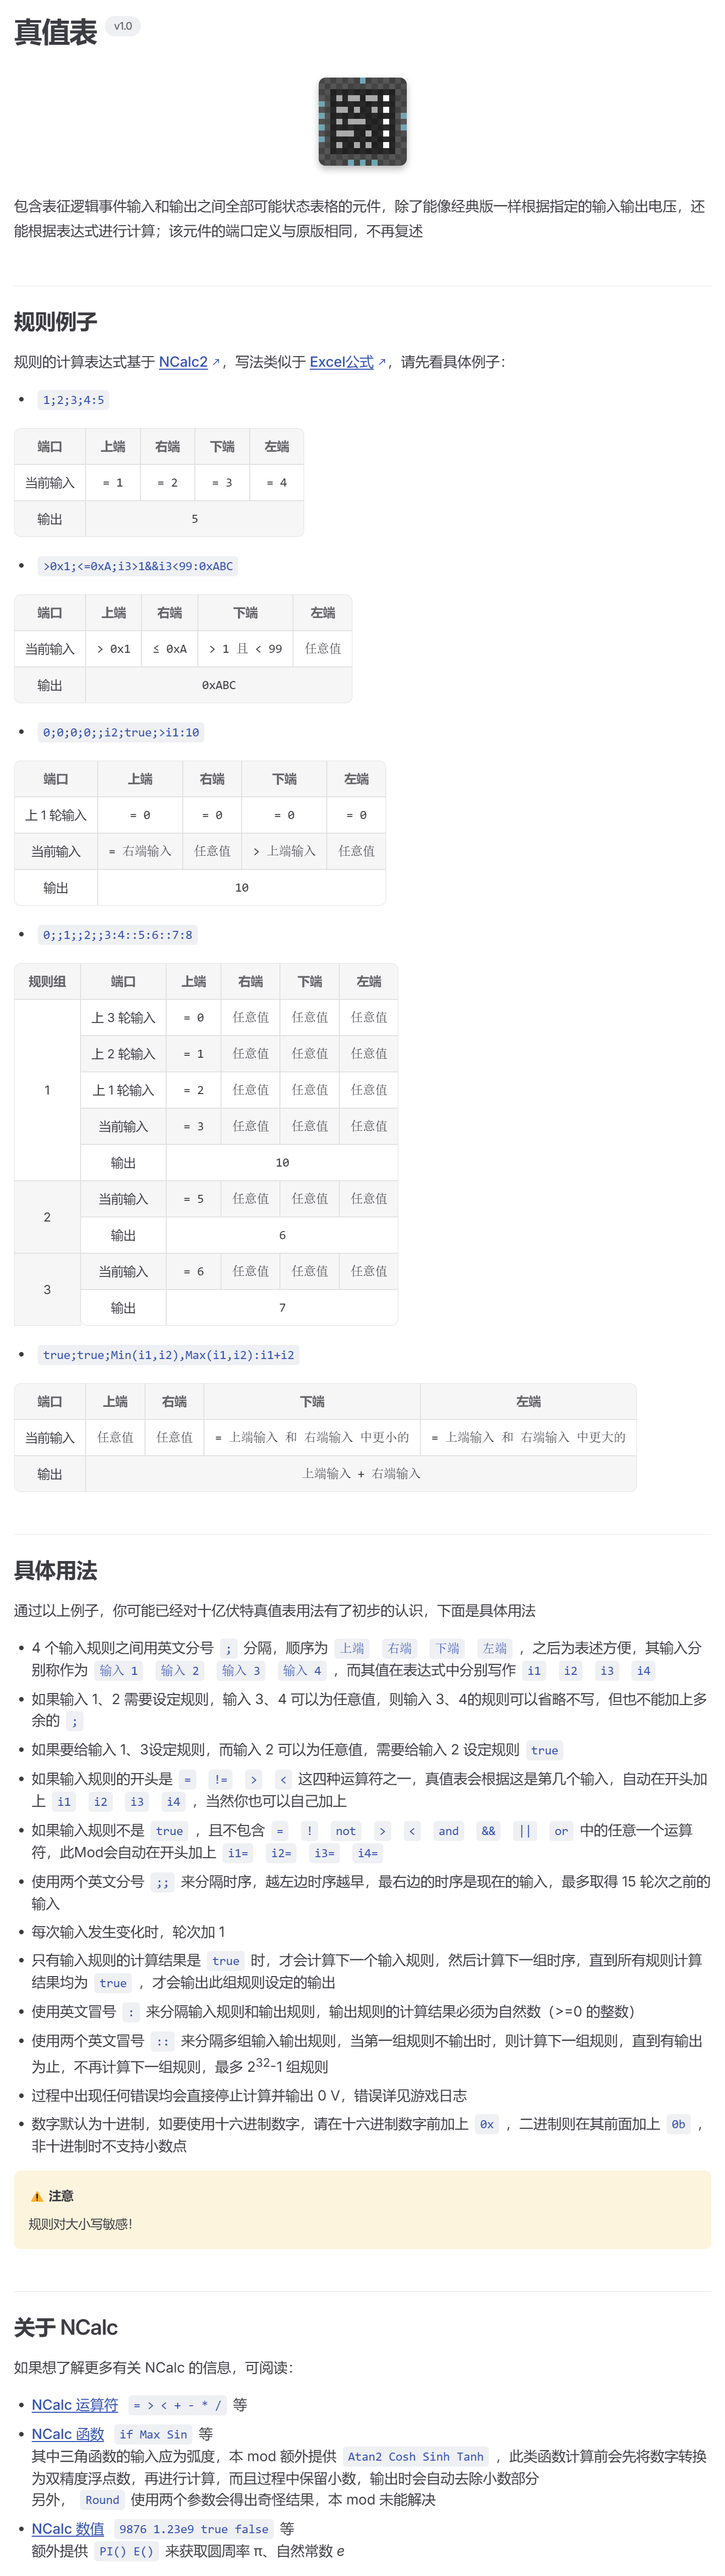 真值表 v1.0
包含表征逻辑事件输入和输出之间全部可能状态表格的元件，除了能像经典版一样根据指定的输入输出电压，还
能根据表达式进行计算；该元件的端口定义与原版相同，不再复述
规则例子
规则的计算表达式基于 NCalc2 ↗，写法类似于 Excel公式 ↗，请先看具体例子：
• 1;2;3;4:5
端口 上端 右端 下端 左端
当前输入 = 1 = 2 = 3 = 4
输出 5
• >0x1;<=0xA;i3>1&&i3<99:0xABC
端口 上端 右端 下端 左端
当前输入 > 0x1 ≤ 0xA > 1 且 < 99 任意值
输出 0xABC
• 0;0;0;0;;i2;true;>i1:10
端口 上端 右端 下端 左端
上 1 轮输入 = 0 = 0 = 0 = 0
当前输入 = 右端输入 任意值 > 上端输入 任意值
输出 10
• 0;;1;;2;;3:4::5:6::7:8
规则组 端口 上端 右端 下端 左端
1 上 3 轮输入 = 0 任意值 任意值 任意值
上 2 轮输入 = 1 任意值 任意值 任意值
上 1 轮输入 = 2 任意值 任意值 任意值
当前输入 = 3 任意值 任意值 任意值
输出 10
2 当前输入 = 5 任意值 任意值 任意值
输出 6
3 当前输入 = 6 任意值 任意值 任意值
输出 7
• true;true;Min(i1,i2),Max(i1,i2):i1+i2
端口 上端 右端 下端 左端
当前输入 任意值 任意值 = 上端输入 和 右端输入 中更小的 = 上端输入 和 右端输入 中更大的
输出 上端输入 + 右端输入
具体用法
通过以上例子，你可能已经对十亿伏特真值表用法有了初步的认识，下面是具体用法
• 4 个输入规则之间用英文分号 ; 分隔，顺序为 上端 右端 下端 左端 ，之后为表述方便，其输入分
别称作为 输入 1 输入 2 输入 3 输入 4 ，而其值在表达式中分别写作 i1 i2 i3 i4
• 如果输入 1、2 需要设定规则，输入 3、4 可以为任意值，则输入 3、4的规则可以省略不写，但也不能加上多
余的 ;
• 如果要给输入 1、3设定规则，而输入 2 可以为任意值，需要给输入 2 设定规则 true
• 如果输入规则的开头是 = != > < 这四种运算符之一，真值表会根据这是第几个输入，自动在开头加
上 i1 i2 i3 i4 ，当然你也可以自己加上
• 如果输入规则不是 true ，且不包含 = ! not > < and && || or 中的任意一个运算
符，此Mod会自动在开头加上 i1= i2= i3= i4=
• 使用两个英文分号 ;; 来分隔时序，越左边时序越早，最右边的时序是现在的输入，最多取得 15 轮次之前的
输入
• 每次输入发生变化时，轮次加 1
• 只有输入规则的计算结果是 true 时，才会计算下一个输入规则，然后计算下一组时序，直到所有规则计算
结果均为 true ，才会输出此组规则设定的输出
• 使用英文冒号 : 来分隔输入规则和输出规则，输出规则的计算结果必须为自然数（>=0 的整数）
• 使用两个英文冒号 :: 来分隔多组输入输出规则，当第一组规则不输出时，则计算下一组规则，直到有输出
为止，不再计算下一组规则，最多 2³²-1 组规则
• 过程中出现任何错误均会直接停止计算并输出 0 V，错误详见游戏日志
• 数字默认为十进制，如要使用十六进制数字，请在十六进制数字前加上 0x ，二进制则在其前面加上 0b ，
非十进制时不支持小数点
⚠️ 注意
规则对大小写敏感！
关于 NCalc
如果想了解更多有关 NCalc 的信息，可阅读：
• NCalc 运算符 = > < + - * / 等
• NCalc 函数 if Max Sin 等
其中三角函数的输入应为弧度，本 mod 额外提供 Atan2 Cosh Sinh Tanh ，此类函数计算前会先将数字转换
为双精度浮点数，再进行计算，而且过程中保留小数，输出时会自动去除小数部分
另外， Round 使用两个参数会得出奇怪结果，本 mod 未能解决
• NCalc 数值 9876 1.23e9 true false 等
额外提供 PI() E() 来获取圆周率 π、自然常数 e